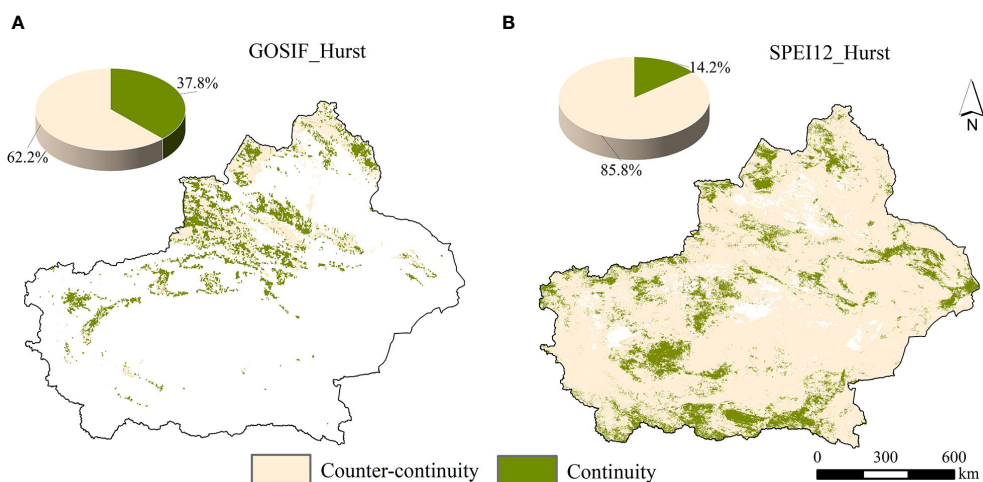 A
GOSIF_Hurst
37.8%
62.2%
B
SPEI12_Hurst
14.2%
85.8%
N
Counter-continuity
Continuity
0 300 600
km